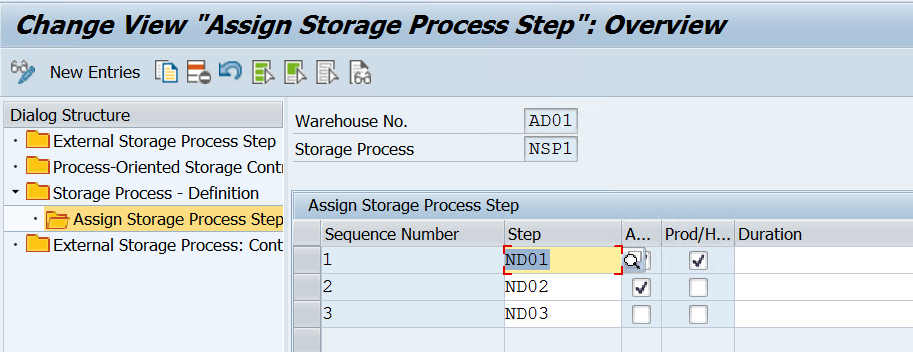 Change View "Assign Storage Process Step": Overview
New Entries
Dialog Structure
External Storage Process Step
Process-Oriented Storage Cont
Storage Process - Definition
Assign Storage Process Step
External Storage Process: Cont
Warehouse No. AD01
Storage Process NSP1
Assign Storage Process Step
Sequence Number Step A... Prod/H... Duration
1 ND01
2 ND02
3 ND03